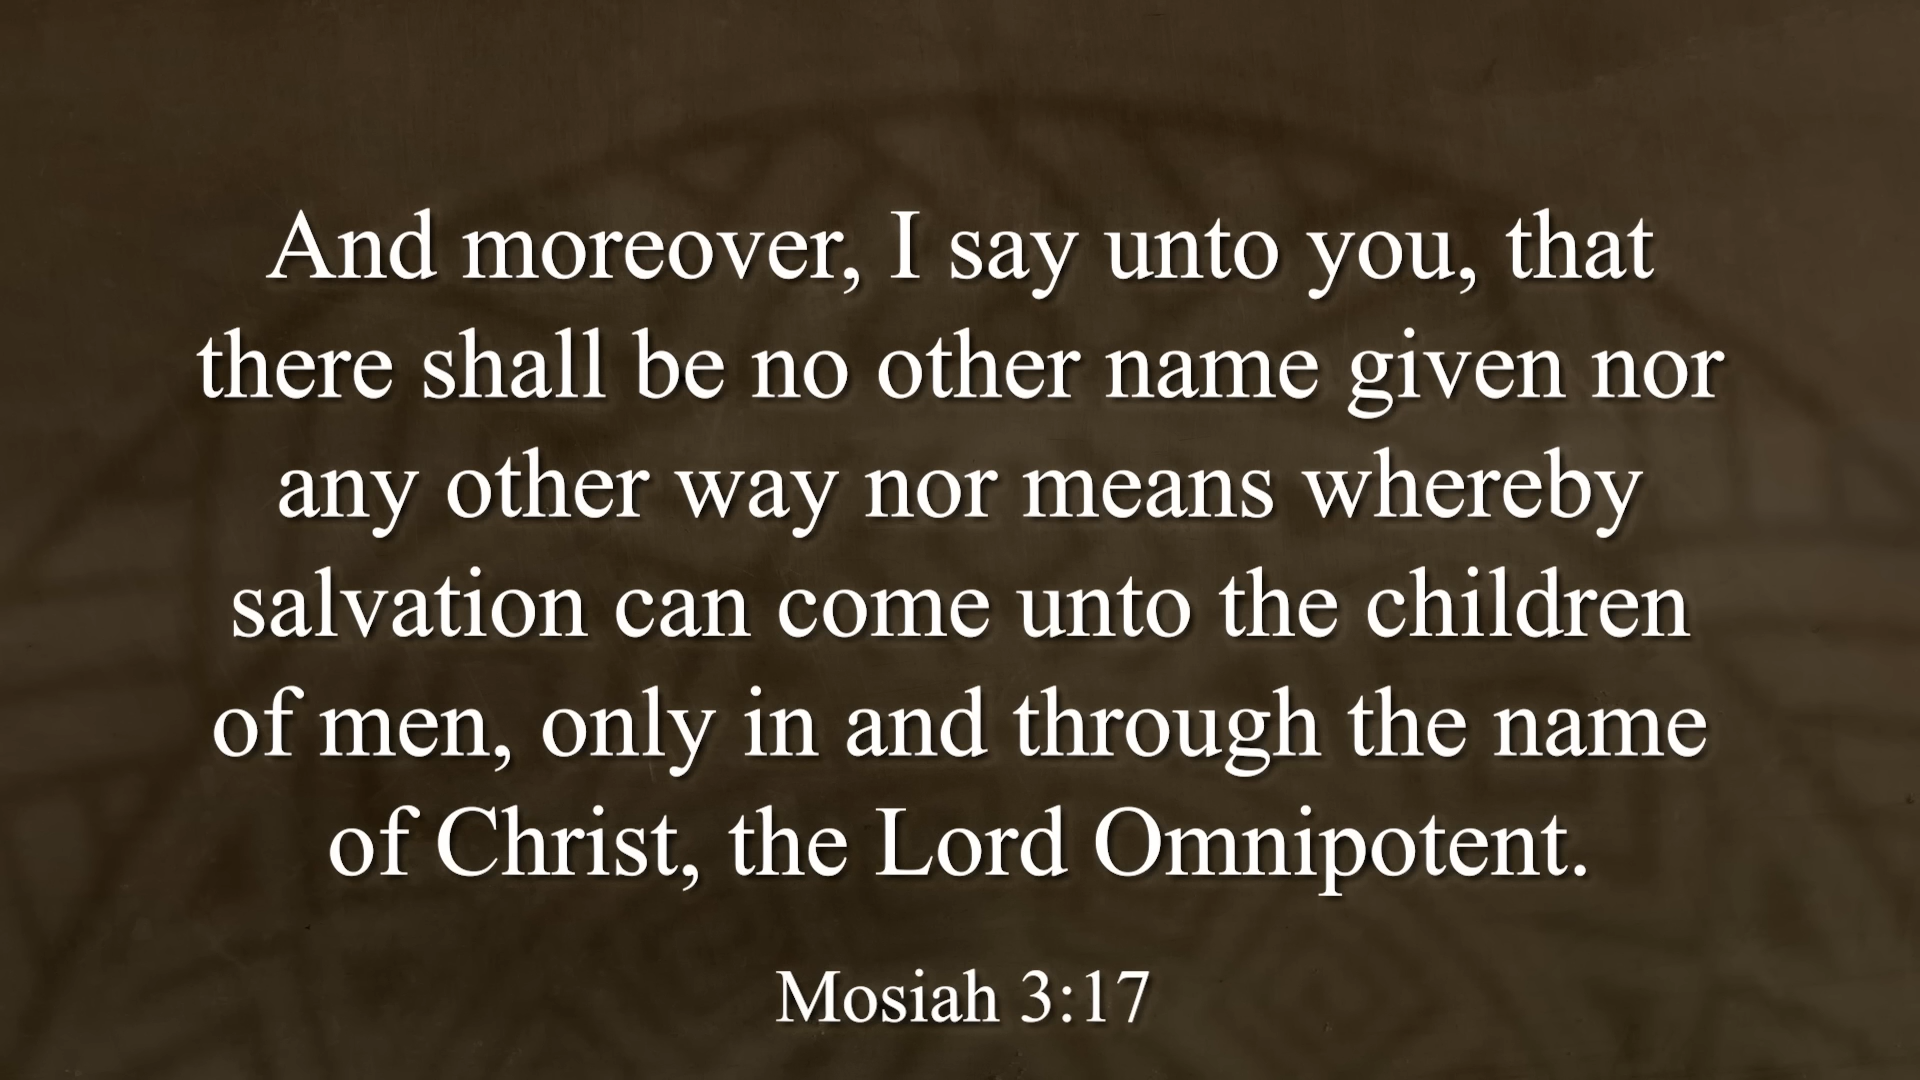 And moreover, I say unto you, that
there shall be no other name given nor
any other way nor means whereby
salvation can come unto the children
of men, only in and through the name
of Christ, the Lord Omnipotent.
Mosiah 3:17